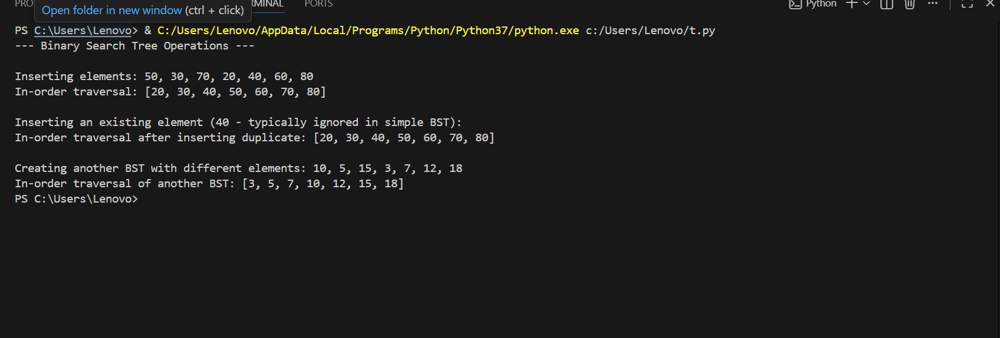 PRO
Open folder in new window (ctrl + click)
RMINAL
PORTS
Python
PS C:\Users\Lenovo> & C:/Users/Lenovo/AppData/Local/Programs/Python/Python37/python.exe c:/Users/Lenovo/t.py
--- Binary Search Tree Operations ---
Inserting elements: 50, 30, 70, 20, 40, 60, 80
In-order traversal: [20, 30, 40, 50, 60, 70, 80]
Inserting an existing element (40 - typically ignored in simple BST):
In-order traversal after inserting duplicate: [20, 30, 40, 50, 60, 70, 80]
Creating another BST with different elements: 10, 5, 15, 3, 7, 12, 18
In-order traversal of another BST: [3, 5, 7, 10, 12, 15, 18]
PS C:\Users\Lenovo>